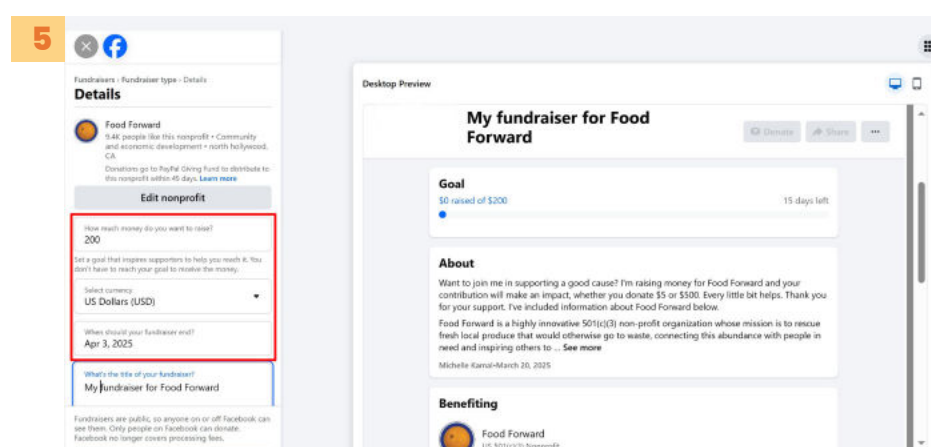 5
Fundraisers › Fundraiser type › Details
Details
Food Forward
9.4K people like this nonprofit • Community
and economic development • north hollywood,
CA
Donations go to PayPal Giving Fund to distribute to
this nonprofit within 45 days. Learn more
Edit nonprofit
How much money do you want to raise?
200
Set a goal that inspires supporters to help you reach it. You
don't have to reach your goal to receive the money.
Select currency
US Dollars (USD)
When should your fundraiser end?
Apr 3, 2025
What's the title of your fundraiser?
My fundraiser for Food Forward
Fundraisers are public, so anyone on or off Facebook can
see them. Only people on Facebook can donate.
Facebook no longer covers processing fees.
Desktop Preview
My fundraiser for Food
Forward
Donate
Share
Goal
$0 raised of $200
15 days left
About
Want to join me in supporting a good cause? I'm raising money for Food Forward and your
contribution will make an impact, whether you donate $5 or $500. Every little bit helps. Thank you
for your support. I've included information about Food Forward below.
Food Forward is a highly innovative 501(c)(3) non-profit organization whose mission is to rescue
fresh local produce that would otherwise go to waste, connecting this abundance with people in
need and inspiring others to ... See more
Michelle Kamal•March 20, 2025
Benefiting
Food Forward
US 501(c)(3) Nonprofit